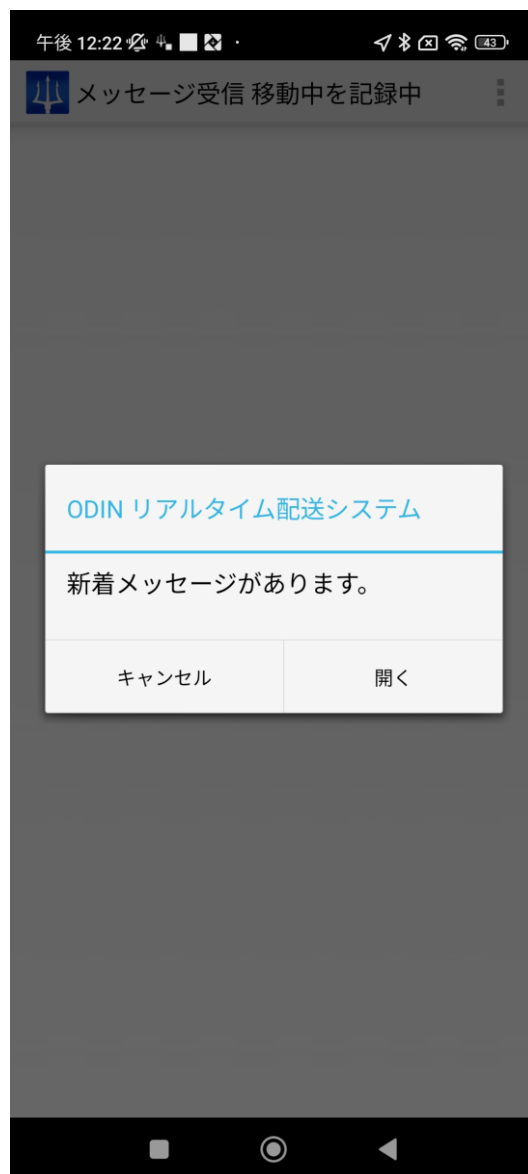 午後 12:22
43
メッセージ受信 移動中を記録中
ODIN リアルタイム配送システム
新着メッセージがあります。
キャンセル
開く